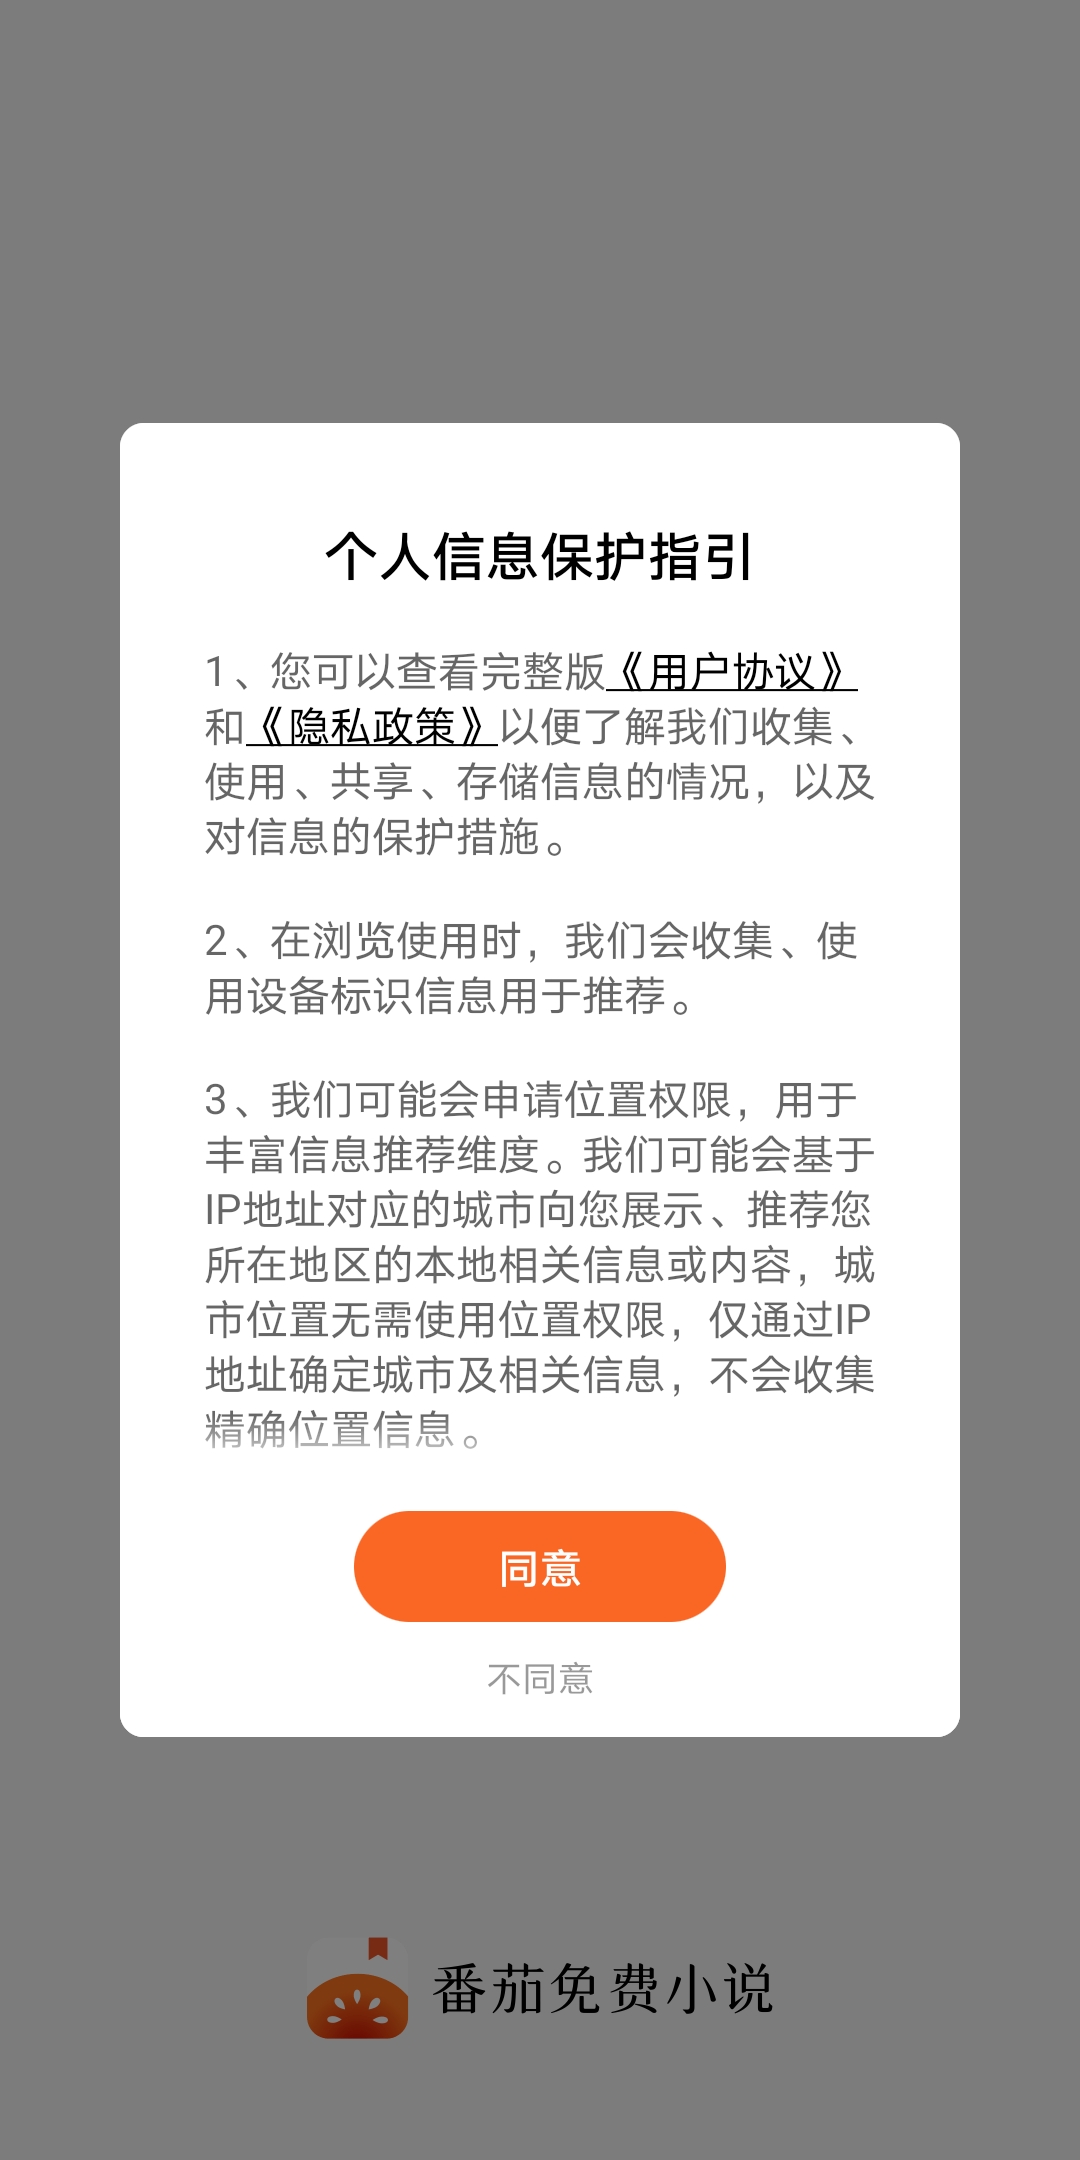 个人信息保护指引
1、您可以查看完整版《用户协议》
和《隐私政策》以便了解我们收集、
使用、共享、存储信息的情况，以及
对信息的保护措施。
2、在浏览使用时，我们会收集、使
用设备标识信息用于推荐。
3、我们可能会申请位置权限，用于
丰富信息推荐维度。我们可能会基于
IP地址对应的城市向您展示、推荐您
所在地区的本地相关信息或内容，城
市位置无需使用位置权限，仅通过IP
地址确定城市及相关信息，不会收集
精确位置信息。
同意
不同意
番茄免费小说